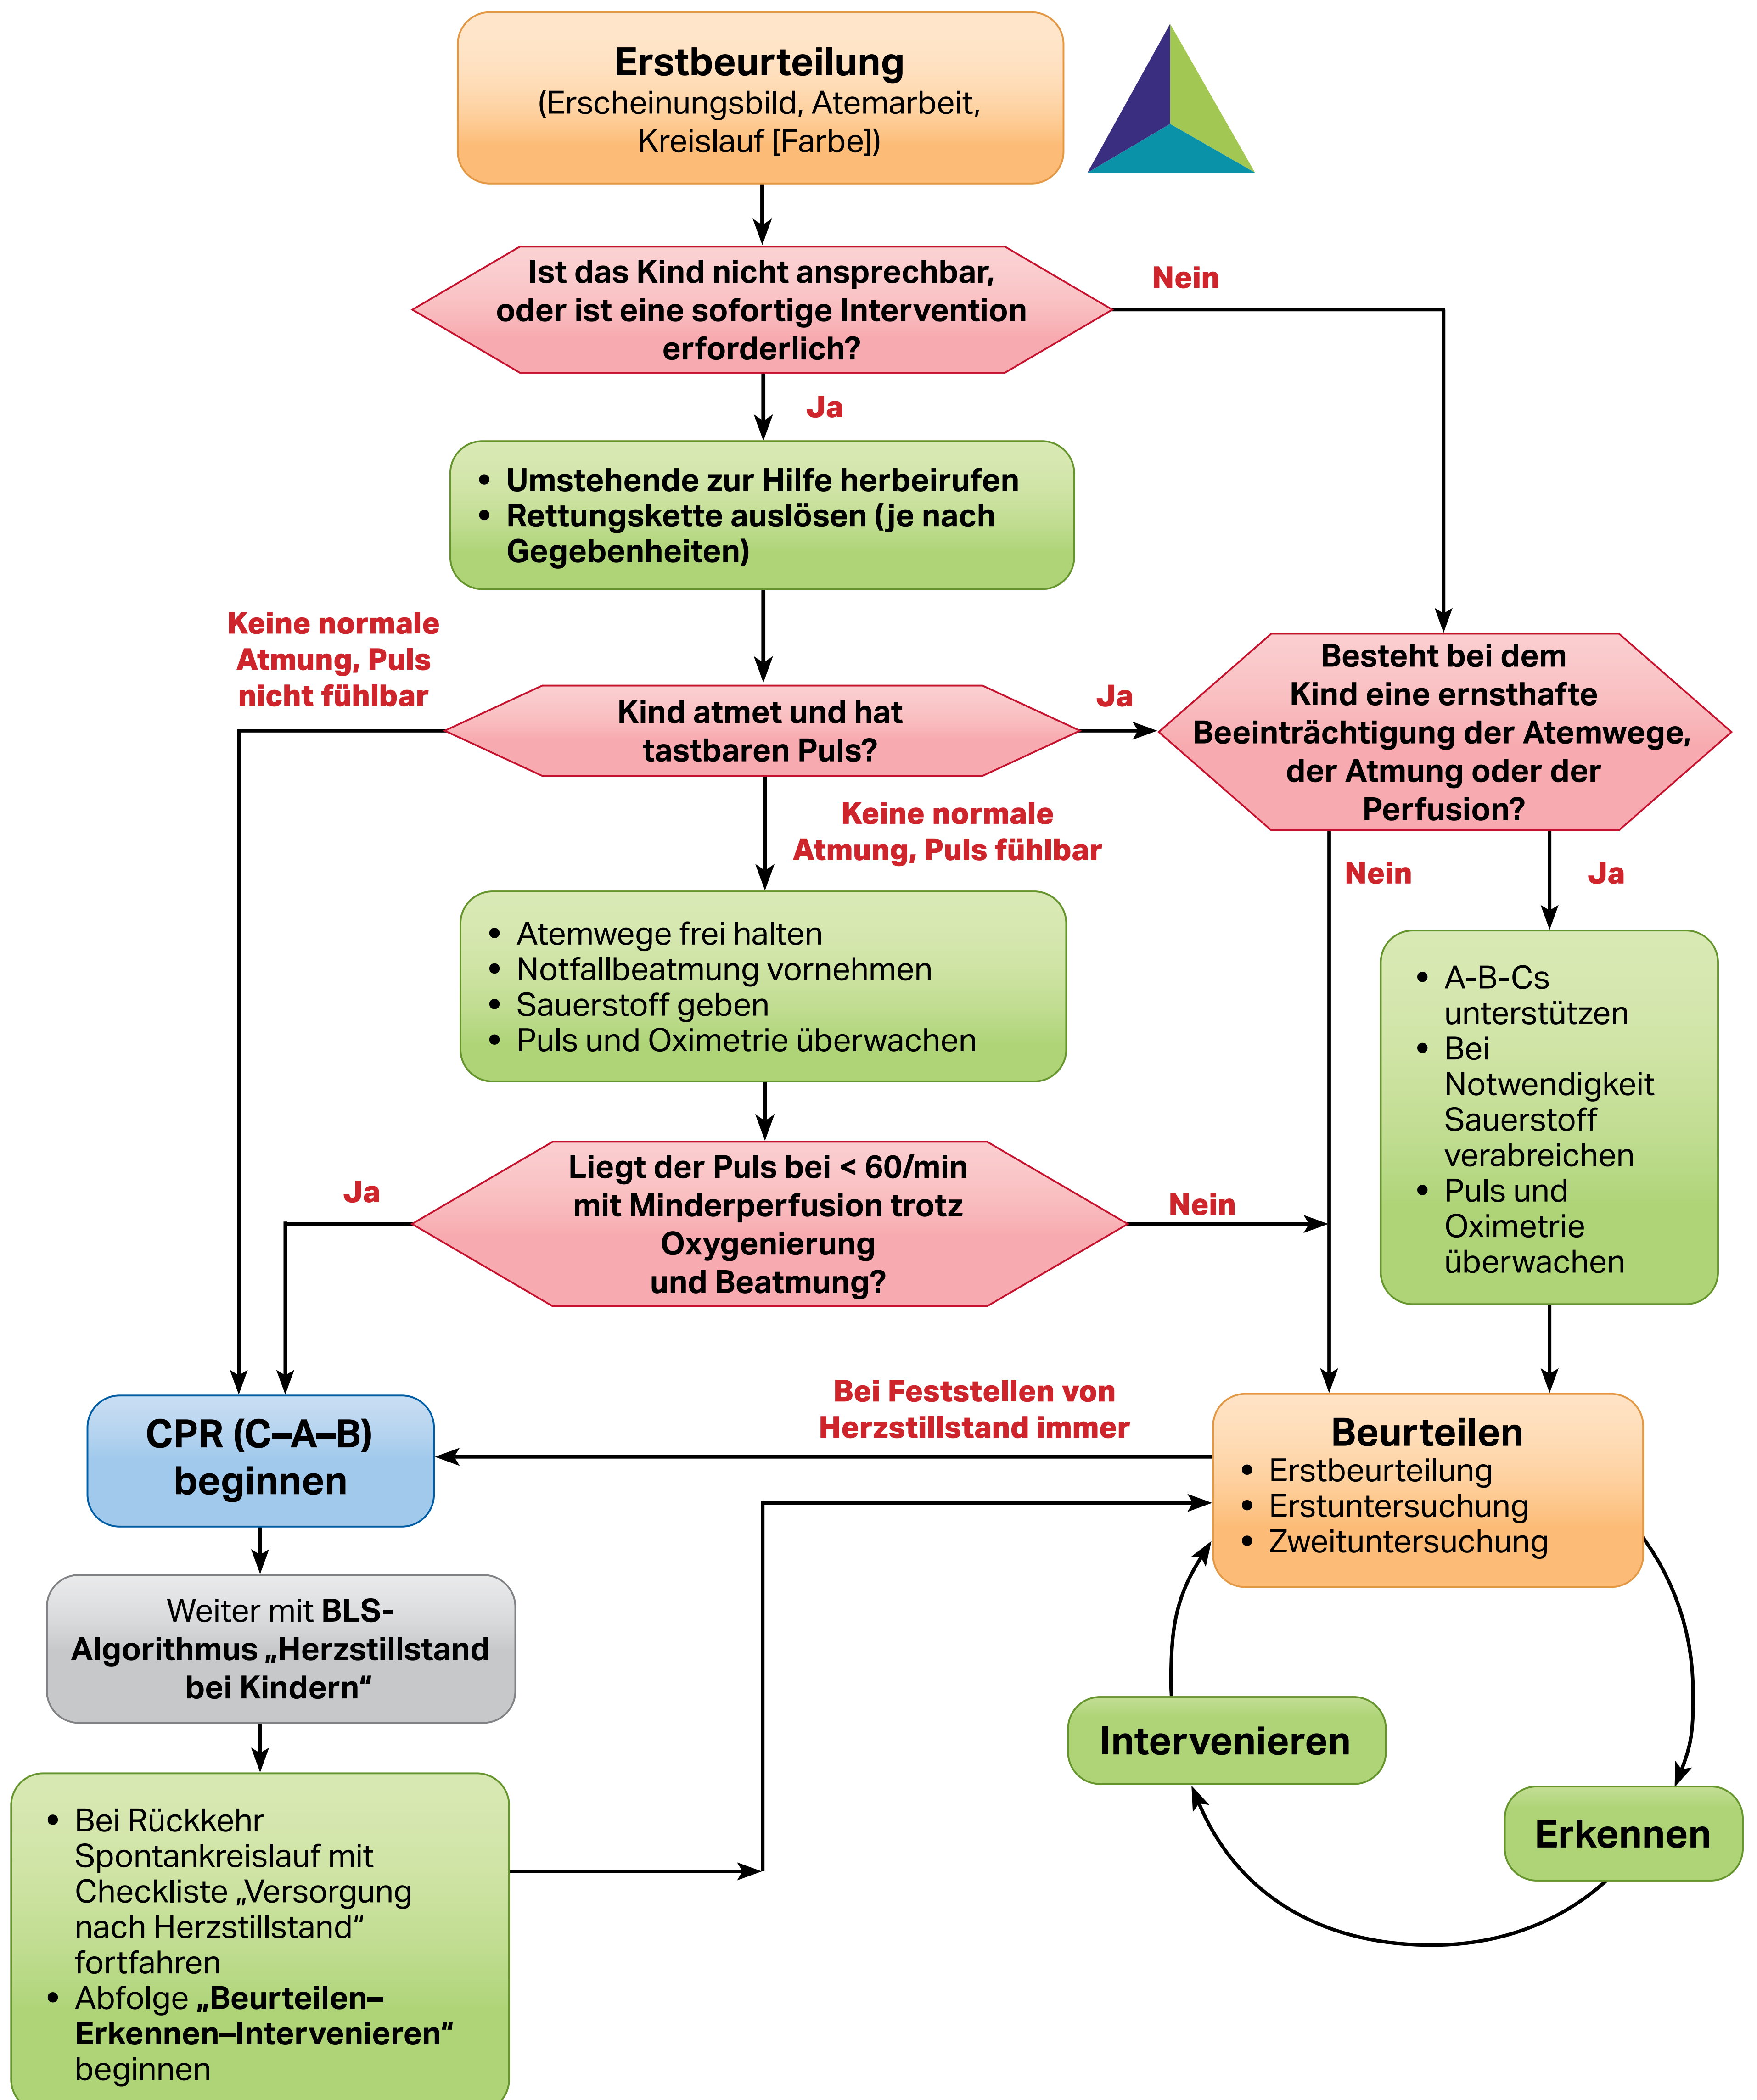 Erstbeurteilung
(Erscheinungsbild, Atemarbeit,
Kreislauf [Farbe])
Ist das Kind nicht ansprechbar,
oder ist eine sofortige Intervention
erforderlich?
Nein
Ja
• Umstehende zur Hilfe herbeirufen
• Rettungskette auslösen (je nach
Gegebenheiten)
Keine normale
Atmung, Puls
nicht fühlbar
Kind atmet und hat
tastbaren Puls?
Ja
Besteht bei dem
Kind eine ernsthafte
Beeinträchtigung der Atemwege,
der Atmung oder der
Perfusion?
Keine normale
Atmung, Puls fühlbar
Nein
Ja
• Atemwege frei halten
• Notfallbeatmung vornehmen
• Sauerstoff geben
• Puls und Oximetrie überwachen
• A-B-Cs
unterstützen
• Bei
Notwendigkeit
Sauerstoff
verabreichen
• Puls und
Oximetrie
überwachen
Liegt der Puls bei < 60/min
mit Minderperfusion trotz
Oxygenierung
und Beatmung?
Ja
Nein
CPR (C–A–B)
beginnen
Bei Feststellen von
Herzstillstand immer
Beurteilen
• Erstbeurteilung
• Erstuntersuchung
• Zweituntersuchung
Weiter mit BLS-
Algorithmus „Herzstillstand
bei Kindern“
Intervenieren
Erkennen
• Bei Rückkehr
Spontankreislauf mit
Checkliste „Versorgung
nach Herzstillstand“
fortfahren
• Abfolge „Beurteilen–
Erkennen–Intervenieren“
beginnen